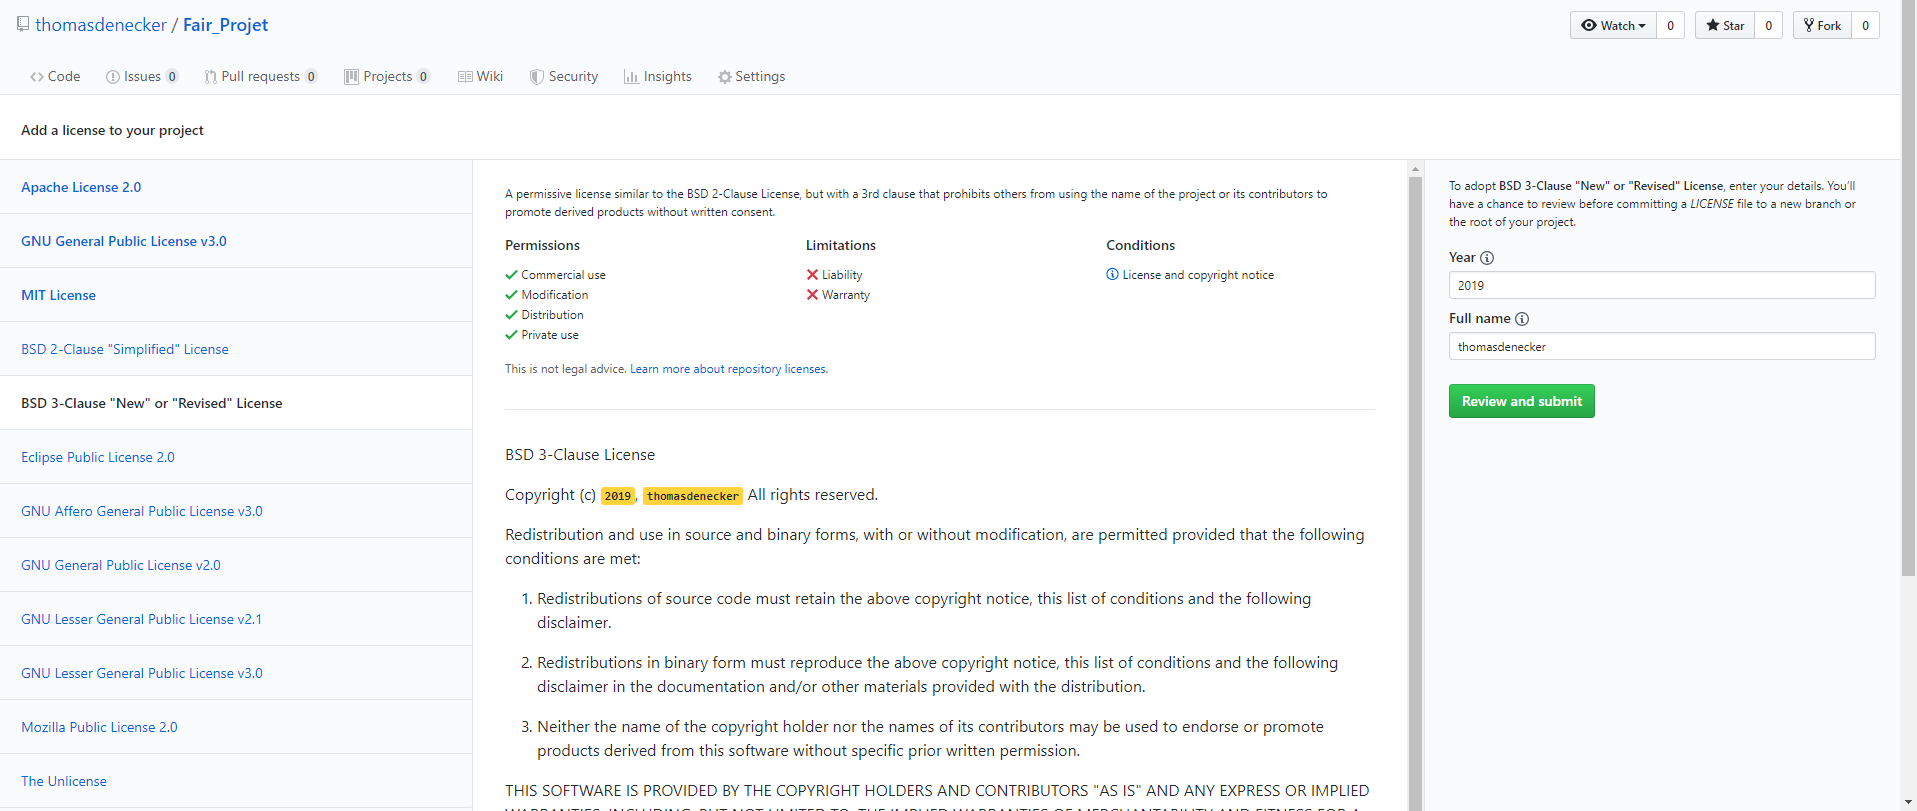 thomasdenecker / Fair_Projet
Watch 0 Star 0 Fork 0
Code Issues 0 Pull requests 0 Projects 0 Wiki Security Insights Settings
Add a license to your project
Apache License 2.0
GNU General Public License v3.0
MIT License
BSD 2-Clause "Simplified" License
BSD 3-Clause "New" or "Revised" License
Eclipse Public License 2.0
GNU Affero General Public License v3.0
GNU General Public License v2.0
GNU Lesser General Public License v2.1
GNU Lesser General Public License v3.0
Mozilla Public License 2.0
The Unlicense
A permissive license similar to the BSD 2-Clause License, but with a 3rd clause that prohibits others from using the name of the project or its contributors to
promote derived products without written consent.
Permissions
Commercial use
Modification
Distribution
Private use
Limitations
Liability
Warranty
Conditions
License and copyright notice
This is not legal advice. Learn more about repository licenses.
BSD 3-Clause License
Copyright (c) 2019, thomasdenecker All rights reserved.
Redistribution and use in source and binary forms, with or without modification, are permitted provided that the following
conditions are met:
1. Redistributions of source code must retain the above copyright notice, this list of conditions and the following
disclaimer.
2. Redistributions in binary form must reproduce the above copyright notice, this list of conditions and the following
disclaimer in the documentation and/or other materials provided with the distribution.
3. Neither the name of the copyright holder nor the names of its contributors may be used to endorse or promote
products derived from this software without specific prior written permission.
THIS SOFTWARE IS PROVIDED BY THE COPYRIGHT HOLDERS AND CONTRIBUTORS "AS IS" AND ANY EXPRESS OR IMPLIED
WARRANTIES, INCLUDING, BUT NOT LIMITED TO, THE IMPLIED WARRANTIES OF MERCHANTABILITY AND FITNESS FOR A
To adopt BSD 3-Clause "New" or "Revised" License, enter your details. You'll
have a chance to review before committing a LICENSE file to a new branch or
the root of your project.
Year
2019
Full name
thomasdenecker
Review and submit